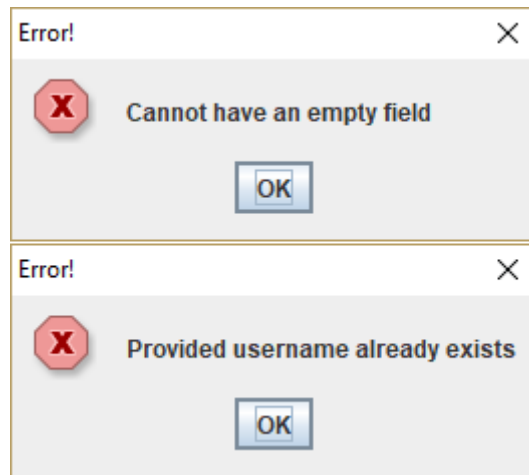 Error!
Cannot have an empty field
OK
Error!
Provided username already exists
OK